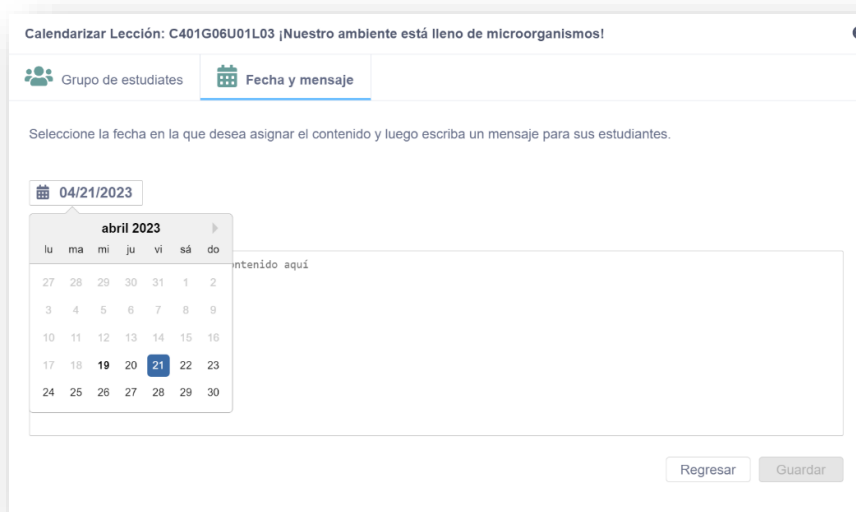 Calendarizar Lección: C401G06U01L03 ¡Nuestro ambiente está lleno de microorganismos!
Grupo de estudiates
Fecha y mensaje
Seleccione la fecha en la que desea asignar el contenido y luego escriba un mensaje para sus estudiantes.
04/21/2023
abril 2023
lu ma mi ju vi sá do
27 28 29 30 31 1 2
3 4 5 6 7 8 9
10 11 12 13 14 15 16
17 18 19 20 21 22 23
24 25 26 27 28 29 30
aquí
Regresar
Guardar